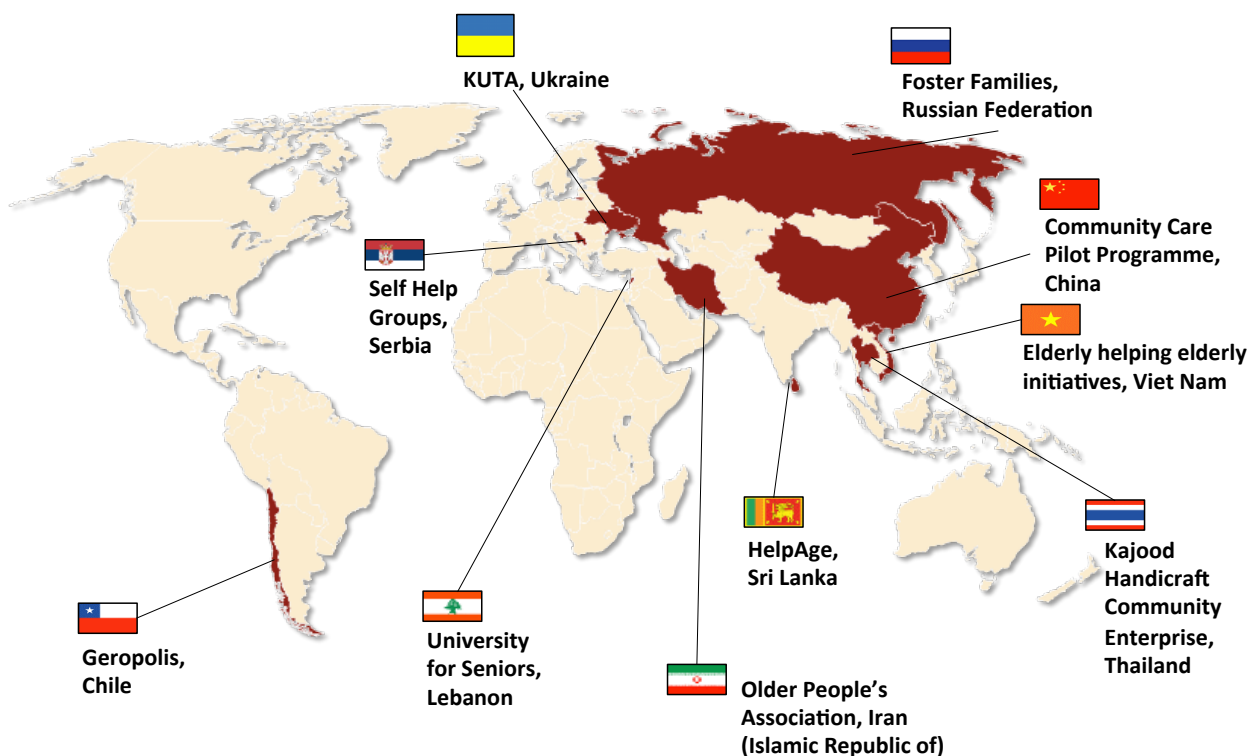 KUTA, Ukraine
Foster Families,
Russian Federation
Community Care
Pilot Programme,
China
Self Help
Groups,
Serbia
Elderly helping elderly
initiatives, Viet Nam
HelpAge,
Sri Lanka
Kajood
Handicraft
Community
Enterprise,
Thailand
Geropolis,
Chile
University
for Seniors,
Lebanon
Older People’s
Association, Iran
(Islamic Republic of)